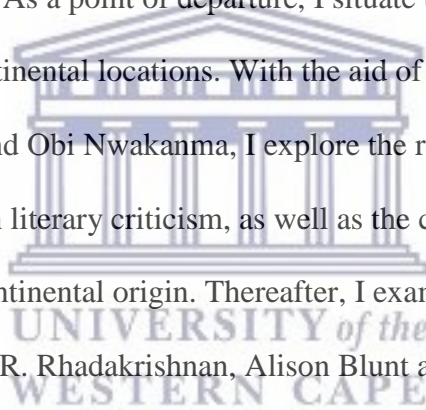 As a point of departure, I situate
ntinental locations. With the aid of
nd Obi Nwakanma, I explore the r
n literary criticism, as well as the c
ntinental origin. Thereafter, I exam
UNIVERSITY of the
R. Rhadakrishnan, Alison Blunt a
WESTERN CAPE